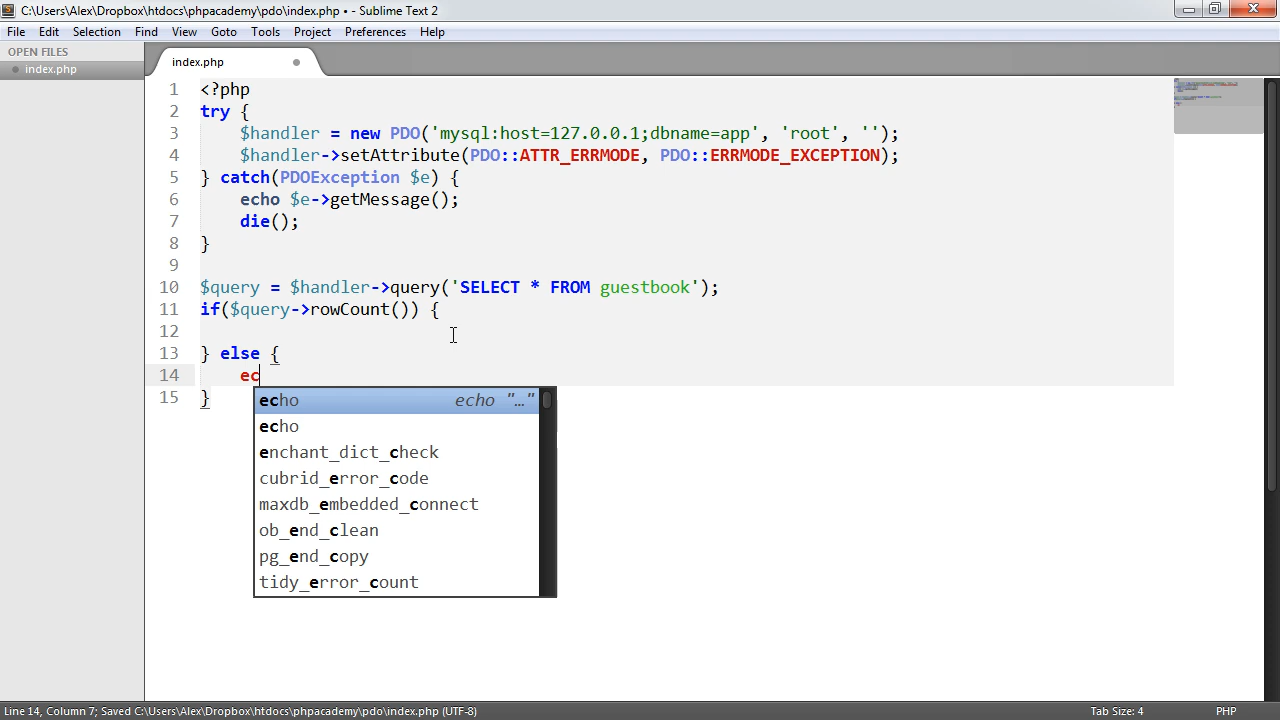 C:\Users\Alex\Dropbox\htdocs\phpacademy\pdo\index.php • - Sublime Text 2
File Edit Selection Find View Goto Tools Project Preferences Help
OPEN FILES
index.php
index.php
1 <?php
2 try {
3 $handler = new PDO('mysql:host=127.0.0.1;dbname=app', 'root', '');
4 $handler->setAttribute(PDO::ATTR_ERRMODE, PDO::ERRMODE_EXCEPTION);
5 } catch(PDOException $e) {
6 echo $e->getMessage();
7 die();
8 }
9
10 $query = $handler->query('SELECT * FROM guestbook');
11 if($query->rowCount()) {
12
13 } else {
14 ec
15 }
echo echo "…"
echo
enchant_dict_check
cubrid_error_code
maxdb_embedded_connect
ob_end_clean
pg_end_copy
tidy_error_count
Line 14, Column 7; Saved C:\Users\Alex\Dropbox\htdocs\phpacademy\pdo\index.php (UTF-8)
Tab Size: 4
PHP